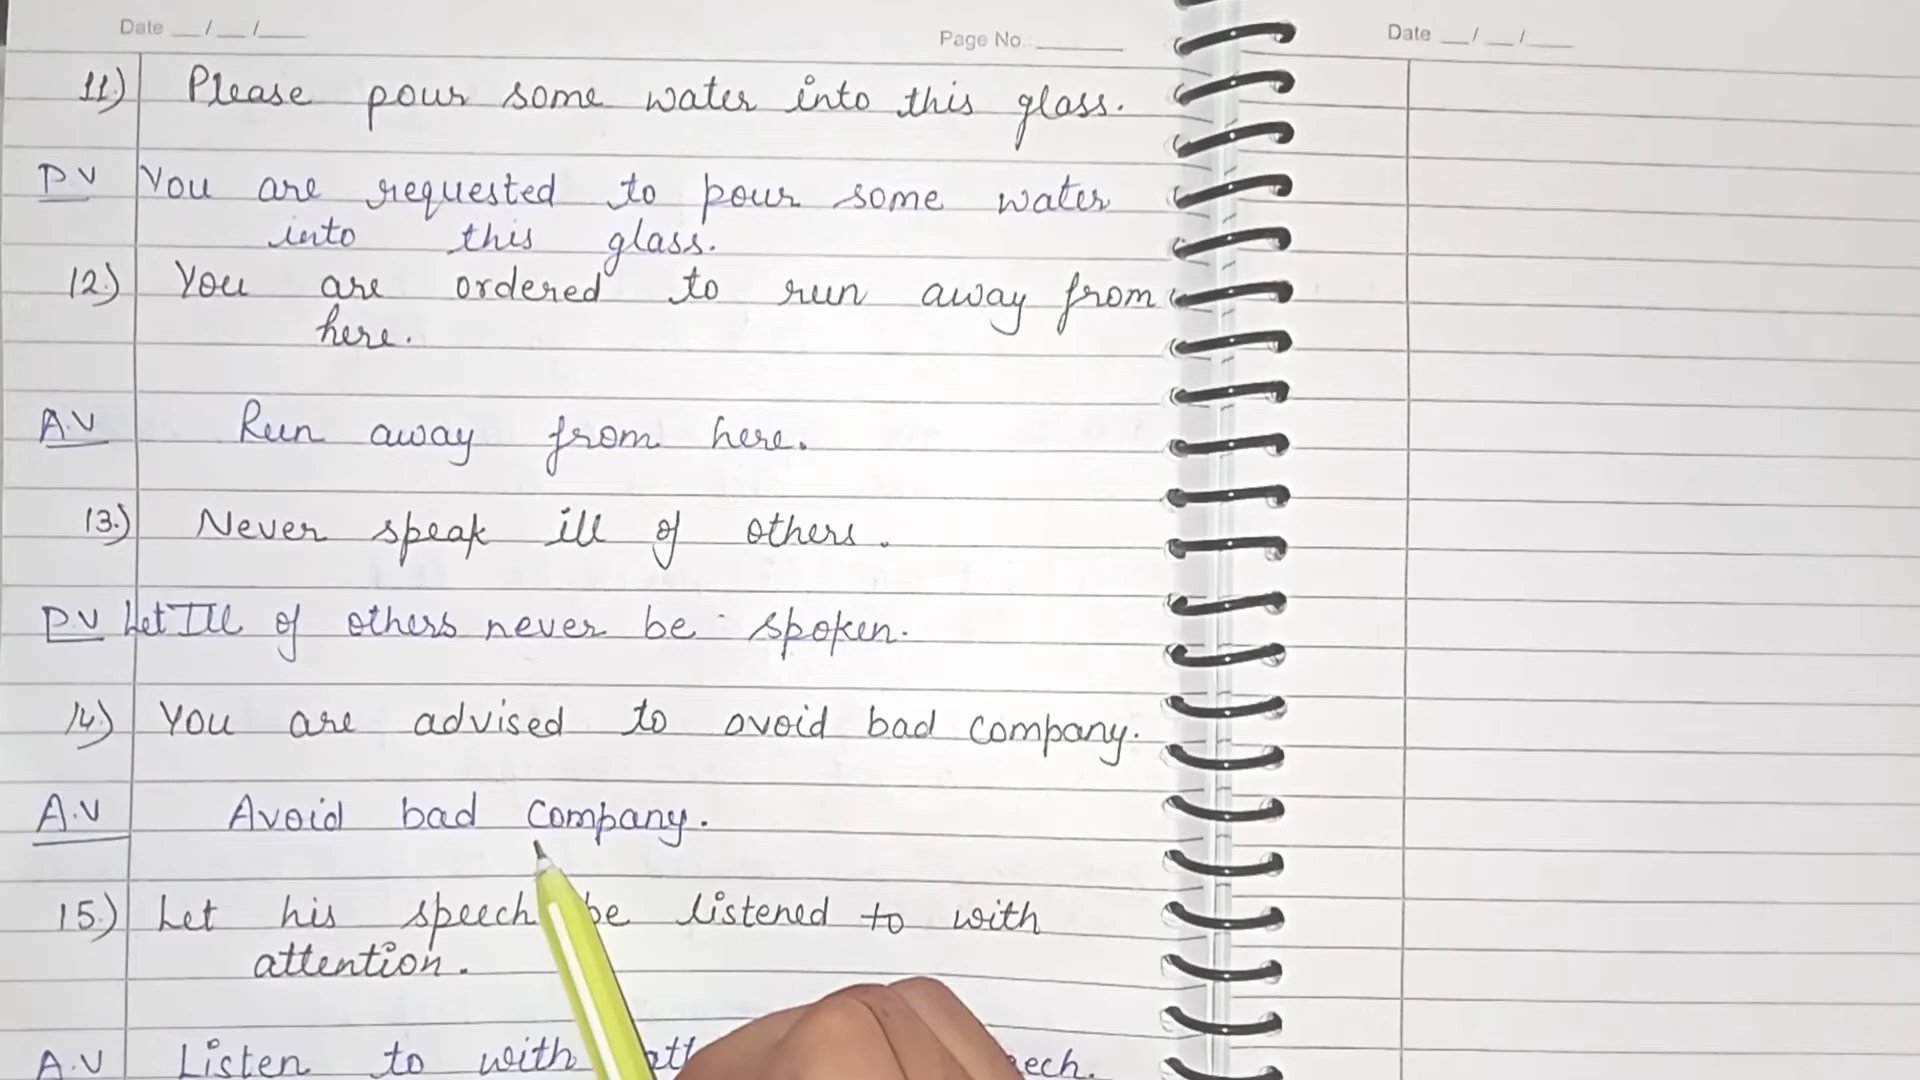 Date __/__/____
Page No.________
Date __/__/____
11.) Please pour some water into this glass.
P.V You are requested to pour some water
into this glass.
12.) You are ordered to run away from
here.
A.V Run away from here.
13.) Never speak ill of others.
P.V Let Ill of others never be spoken.
14.) You are advised to avoid bad company.
A.V Avoid bad company.
15.) Let his speech be listened to with
attention.
A.V Listen to with